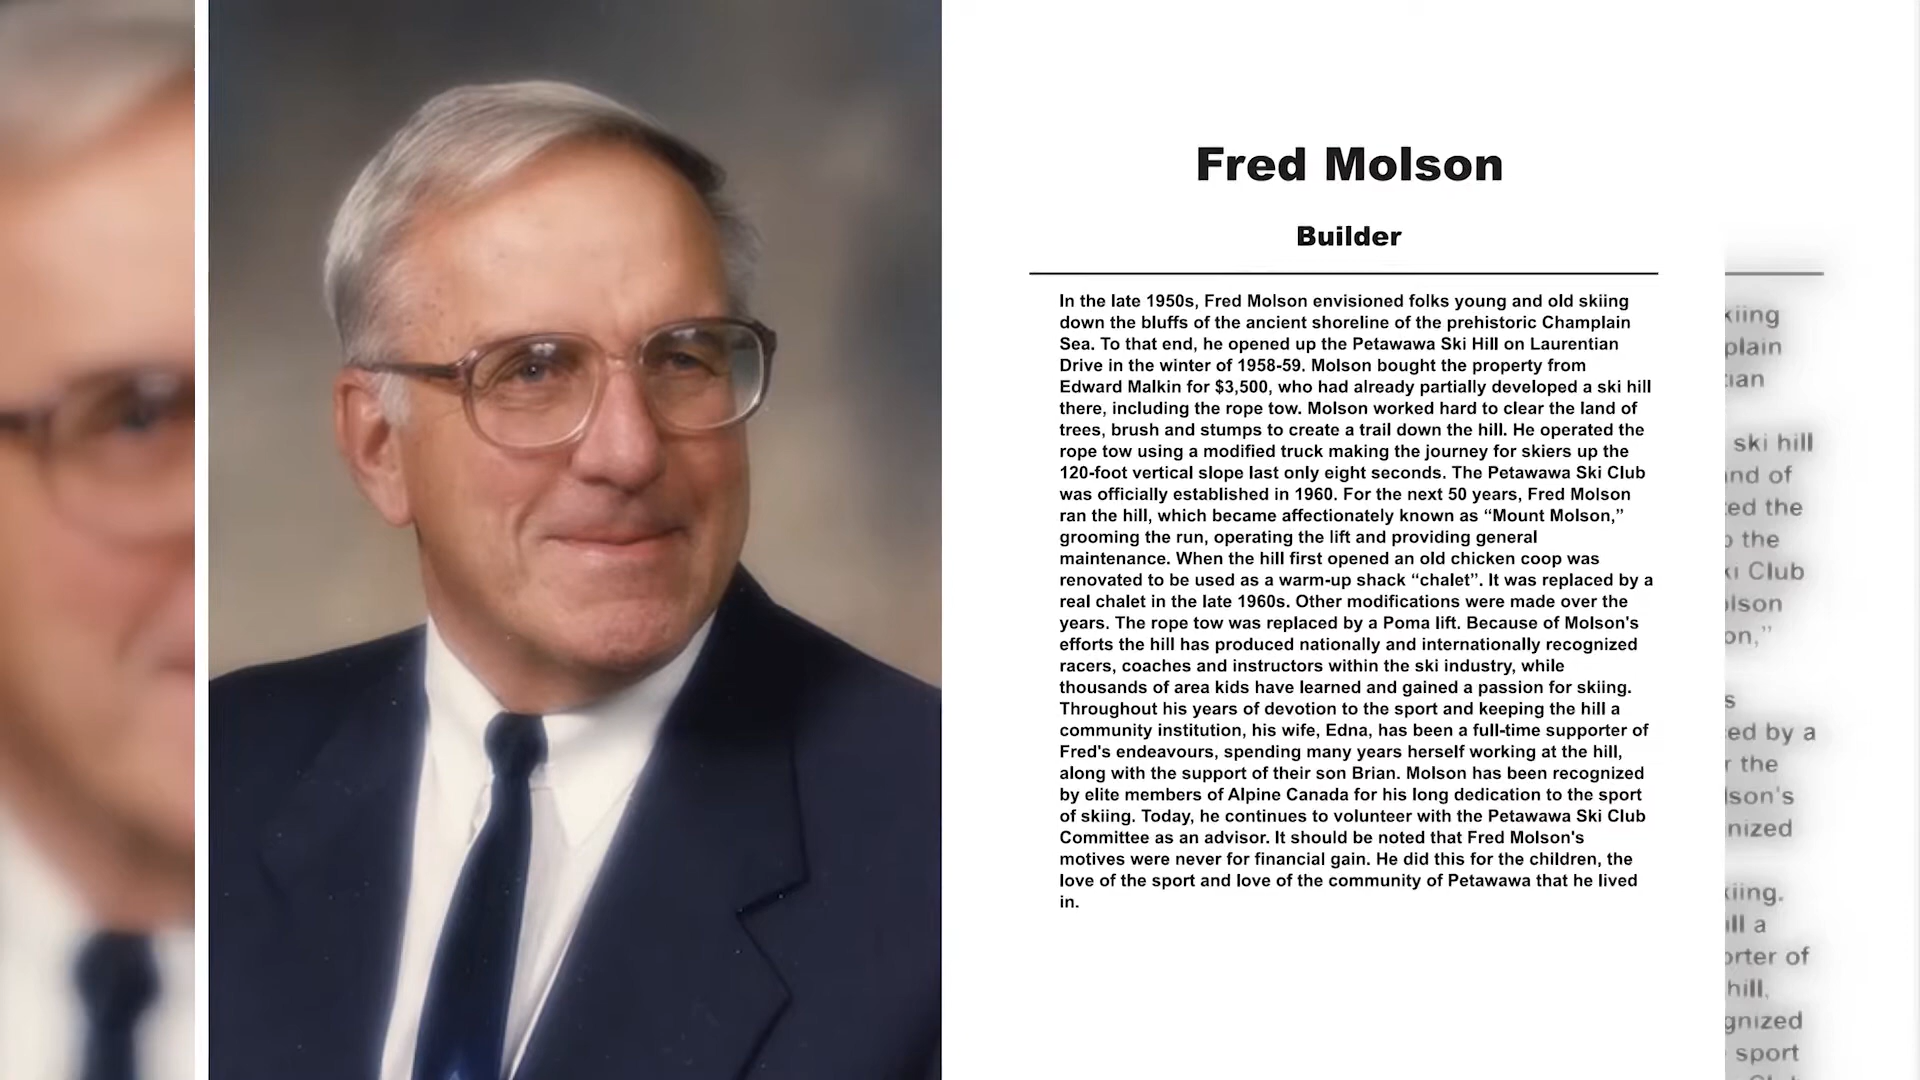 Fred Molson
Builder
In the late 1950s, Fred Molson envisioned folks young and old skiing
down the bluffs of the ancient shoreline of the prehistoric Champlain
Sea. To that end, he opened up the Petawawa Ski Hill on Laurentian
Drive in the winter of 1958-59. Molson bought the property from
Edward Malkin for $3,500, who had already partially developed a ski hill
there, including the rope tow. Molson worked hard to clear the land of
trees, brush and stumps to create a trail down the hill. He operated the
rope tow using a modified truck making the journey for skiers up the
120-foot vertical slope last only eight seconds. The Petawawa Ski Club
was officially established in 1960. For the next 50 years, Fred Molson
ran the hill, which became affectionately known as “Mount Molson,”
grooming the run, operating the lift and providing general
maintenance. When the hill first opened an old chicken coop was
renovated to be used as a warm-up shack “chalet”. It was replaced by a
real chalet in the late 1960s. Other modifications were made over the
years. The rope tow was replaced by a Poma lift. Because of Molson's
efforts the hill has produced nationally and internationally recognized
racers, coaches and instructors within the ski industry, while
thousands of area kids have learned and gained a passion for skiing.
Throughout his years of devotion to the sport and keeping the hill a
community institution, his wife, Edna, has been a full-time supporter of
Fred's endeavours, spending many years herself working at the hill,
along with the support of their son Brian. Molson has been recognized
by elite members of Alpine Canada for his long dedication to the sport
of skiing. Today, he continues to volunteer with the Petawawa Ski Club
Committee as an advisor. It should be noted that Fred Molson's
motives were never for financial gain. He did this for the children, the
love of the sport and love of the community of Petawawa that he lived
in.
ski hill
of
the
the
Club
a
by a
the
a
of
hill,
sport